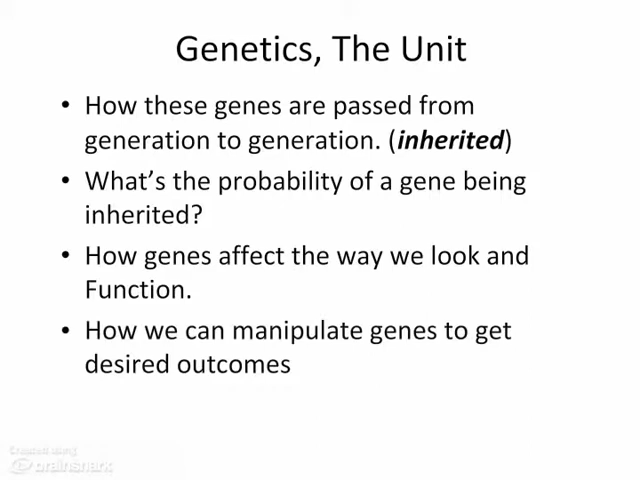 Genetics, The Unit
• How these genes are passed from
generation to generation. (inherited)
• What's the probability of a gene being
inherited?
• How genes affect the way we look and
Function.
• How we can manipulate genes to get
desired outcomes
Created using
brainshark